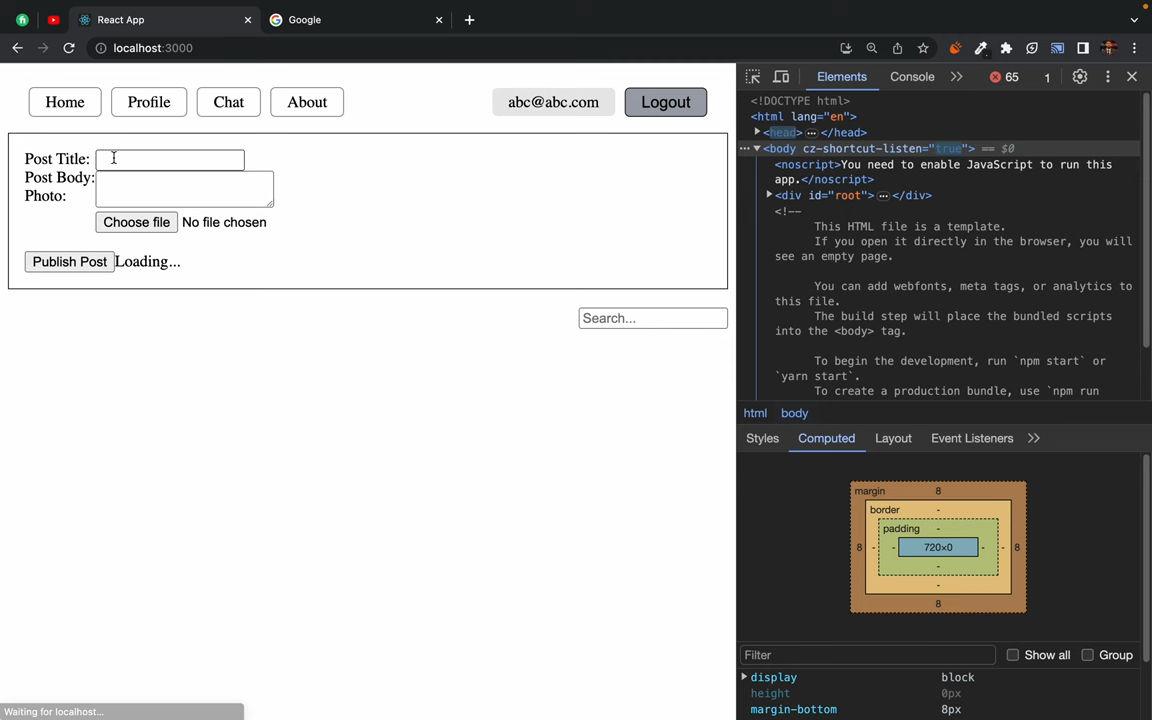 React App
Google
localhost:3000
Home
Profile
Chat
About
abc@abc.com
Logout
Post Title:
Post Body:
Photo:
Choose file No file chosen
Publish Post Loading...
Search...
Waiting for localhost...
Elements
Console
65
1
<!DOCTYPE html>
<html lang="en">
<head> … </head>
<body cz-shortcut-listen="true"> == $0
<noscript>You need to enable JavaScript to run this
app.</noscript>
<div id="root"> … </div>
<!--
This HTML file is a template.
If you open it directly in the browser, you will
see an empty page.
You can add webfonts, meta tags, or analytics to
this file.
The build step will place the bundled scripts
into the <body> tag.
To begin the development, run `npm start` or
`yarn start`.
To create a production bundle, use `npm run
html
body
Styles
Computed
Layout
Event Listeners
margin
8
border
-
padding
-
8
-
-
720×0
-
-
8
-
-
8
Filter
Show all
Group
display
block
height
0px
margin-bottom
8px